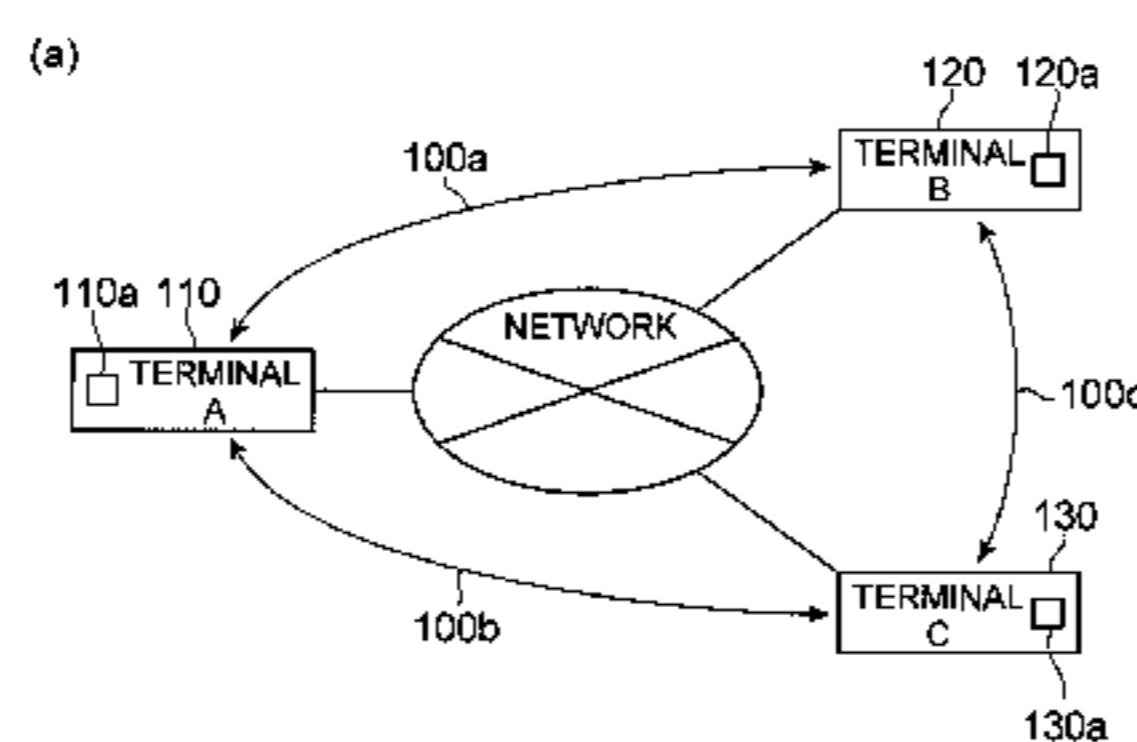 (a)
120 120a
TERMINAL
B
100a
110a 110
NETWORK
TERMINAL
A
100c
130
TERMINAL
C
100b
130a